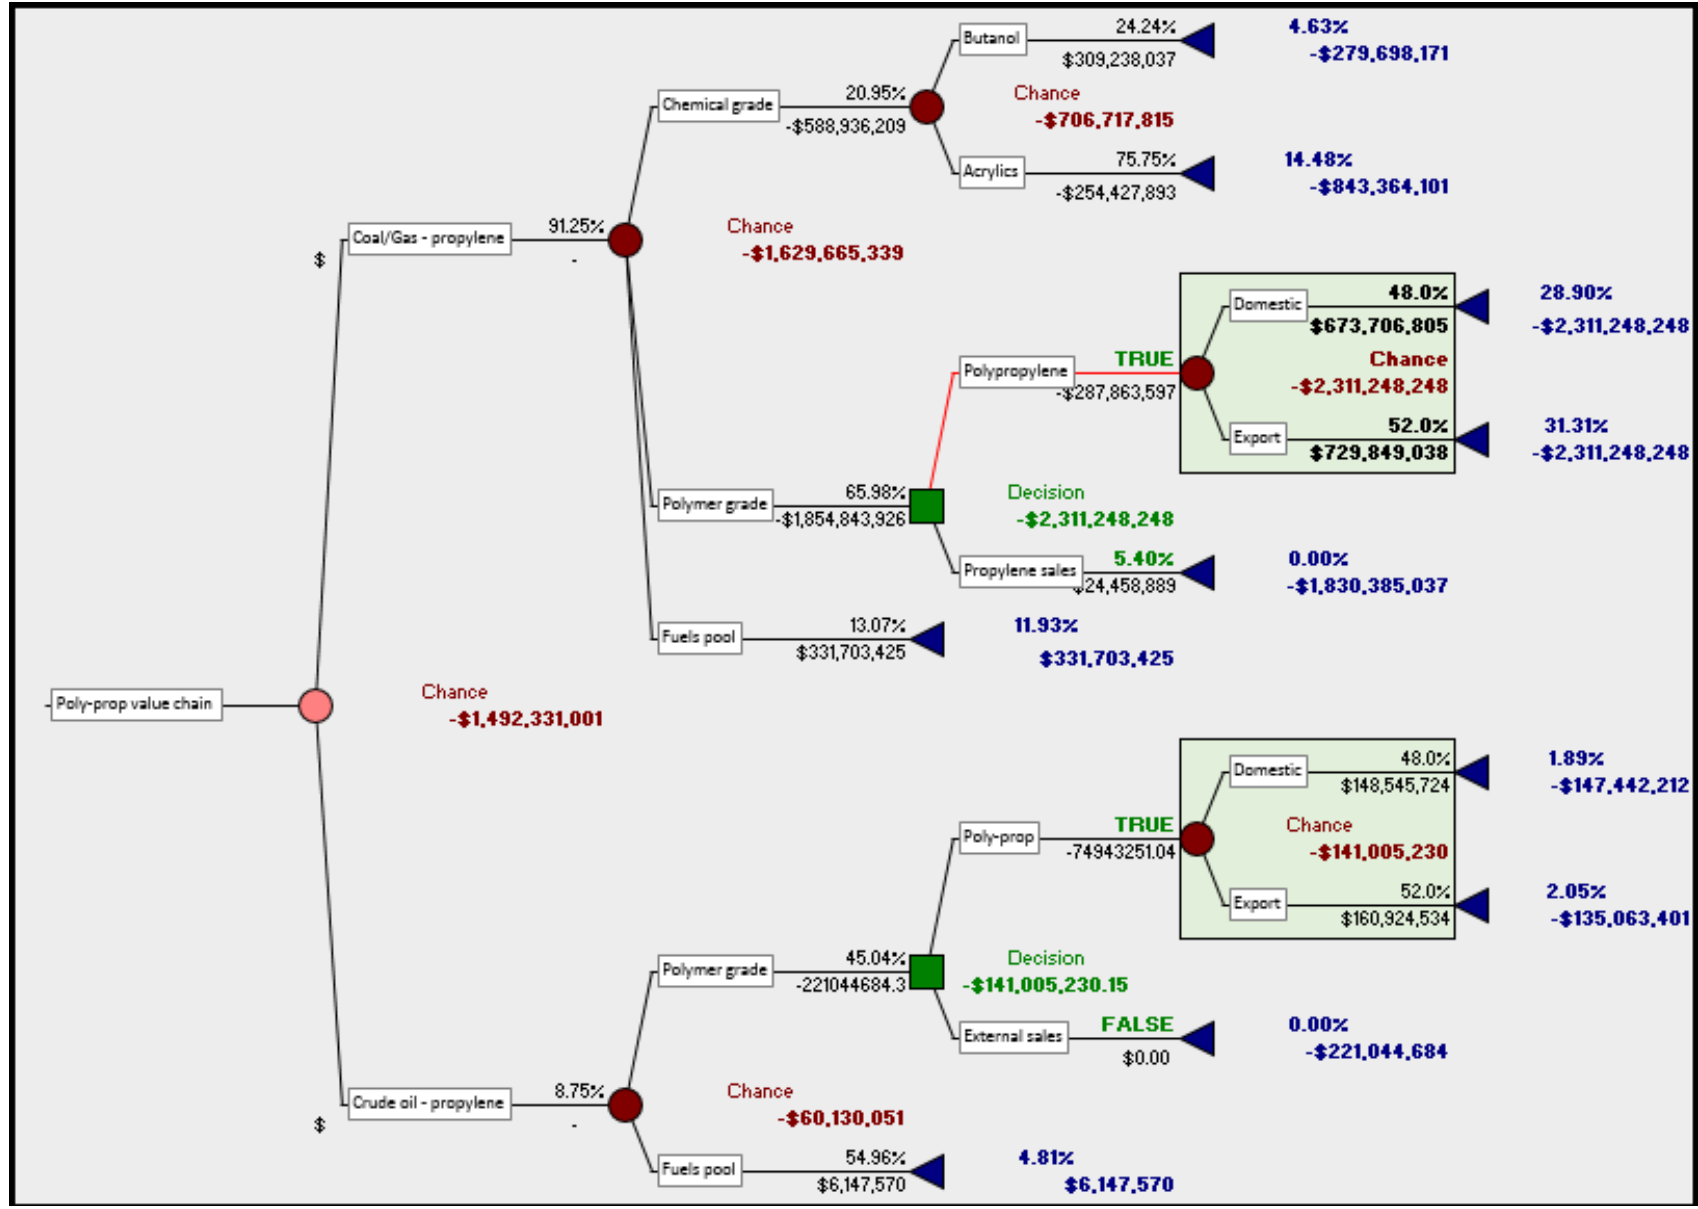 Butanol 24.24% 4.63%
$309,238,037 -$279,698,171
Chemical grade 20.95% Chance
-$588,936,209 -$706,717,815
Acrylics 75.75% 14.48%
-$254,427,893 -$843,364,101
Coal/Gas - propylene 91.25% Chance
$ - -$1,629,665,339
Domestic 48.0% 28.90%
$673,706,805 -$2,311,248,248
Polypropylene TRUE Chance
-$287,863,597 -$2,311,248,248
Export 52.0% 31.31%
$729,849,038 -$2,311,248,248
Polymer grade 65.98% Decision
-$1,854,843,926 -$2,311,248,248
Propylene sales 5.40% 0.00%
$24,458,889 -$1,830,385,037
Fuels pool 13.07% 11.93%
$331,703,425 $331,703,425
Poly-prop value chain Chance
-$1,492,331,001
Domestic 48.0% 1.89%
$148,545,724 -$147,442,212
Poly-prop TRUE Chance
-74943251.04 -$141,005,230
Export 52.0% 2.05%
$160,924,534 -$135,063,401
Polymer grade 45.04% Decision
-221044684.3 -$141,005,230.15
External sales FALSE 0.00%
$0.00 -$221,044,684
Crude oil - propylene 8.75% Chance
$ - -$60,130,051
Fuels pool 54.96% 4.81%
$6,147,570 $6,147,570